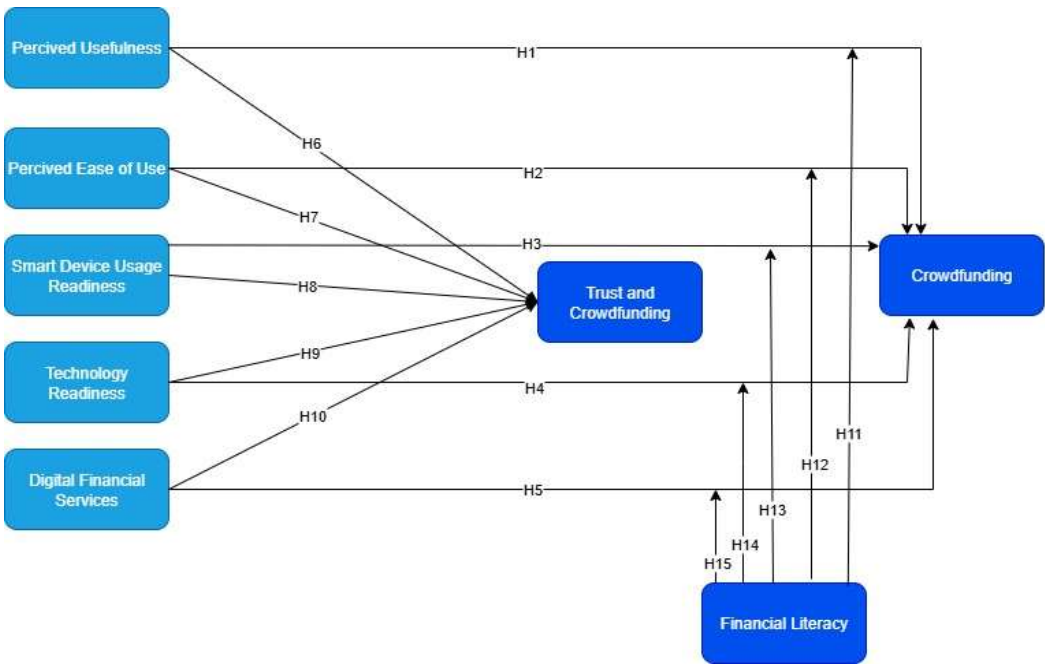 Percived Usefulness
H1
H6
Percived Ease of Use
H2
H7
H3
Smart Device Usage
Readiness
H8
Trust and
Crowdfunding
Crowdfunding
H9
Technology
Readiness
H4
H10
H11
H12
Digital Financial
Services
H5
H13
H14
H15
Financial Literacy